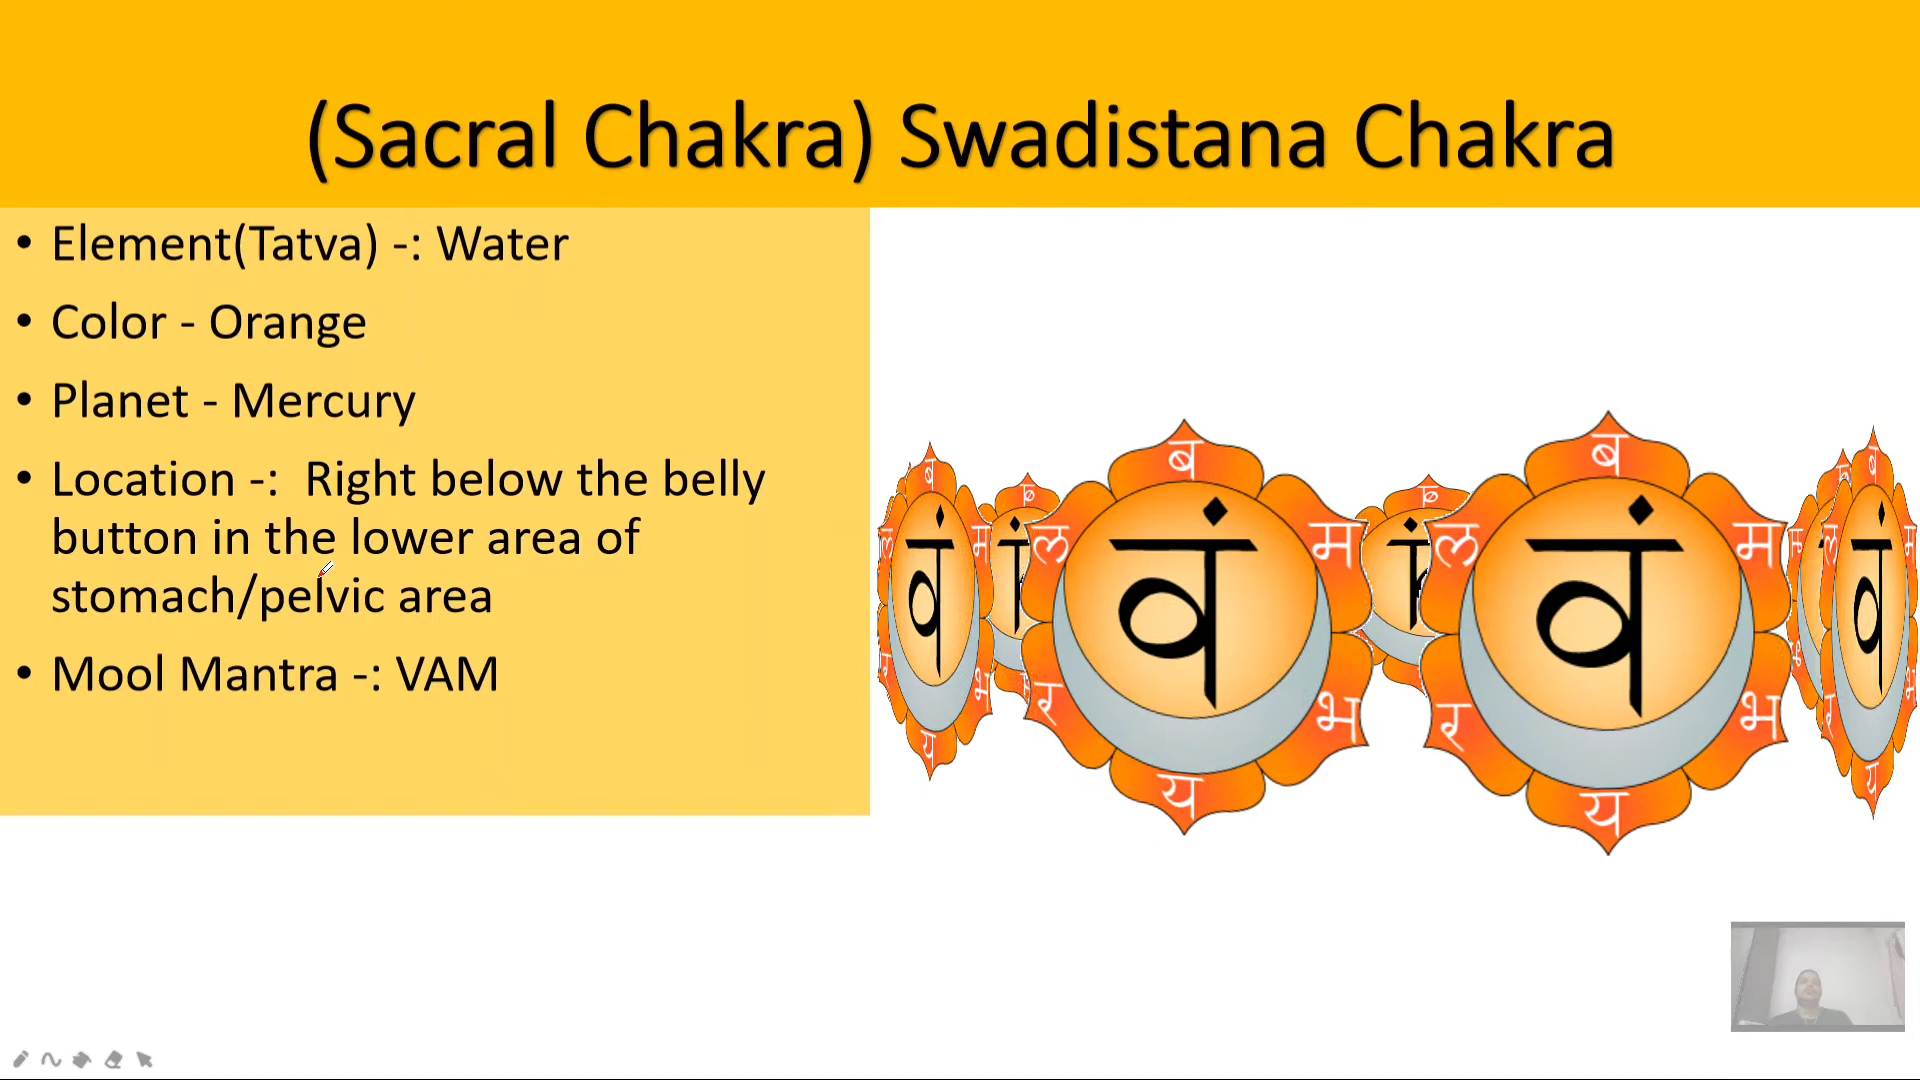 (Sacral Chakra) Swadistana Chakra
• Element(Tatva) -: Water
• Color - Orange
• Planet - Mercury
• Location -: Right below the belly
button in the lower area of
stomach/pelvic area
• Mool Mantra -: VAM
ब
म
भ
य
र
ल
वं
ब
म
भ
य
र
ल
वं
ब
म
भ
य
र
ल
वं
ब
म
य
र
ल
वं